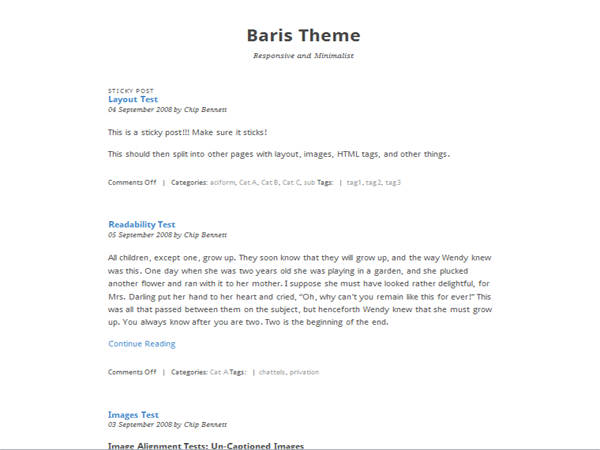 Baris Theme
Responsive and Minimalist
STICKY POST
Layout Test
04 September 2008 by Chip Bennett
This is a sticky post!!! Make sure it sticks!
This should then split into other pages with layout, images, HTML tags, and other things.
Comments Off | Categories: aciform, Cat A, Cat B, Cat C, sub Tags: | tag1, tag2, tag3
Readability Test
05 September 2008 by Chip Bennett
All children, except one, grow up. They soon know that they will grow up, and the way Wendy knew
was this. One day when she was two years old she was playing in a garden, and she plucked
another flower and ran with it to her mother. I suppose she must have looked rather delightful, for
Mrs. Darling put her hand to her heart and cried, "Oh, why can't you remain like this for ever!" This
was all that passed between them on the subject, but henceforth Wendy knew that she must grow
up. You always know after you are two. Two is the beginning of the end.
Continue Reading
Comments Off | Categories: Cat A Tags: | chattels, privation
Images Test
03 September 2008 by Chip Bennett
Image Alignment Tests: Un-Captioned Images